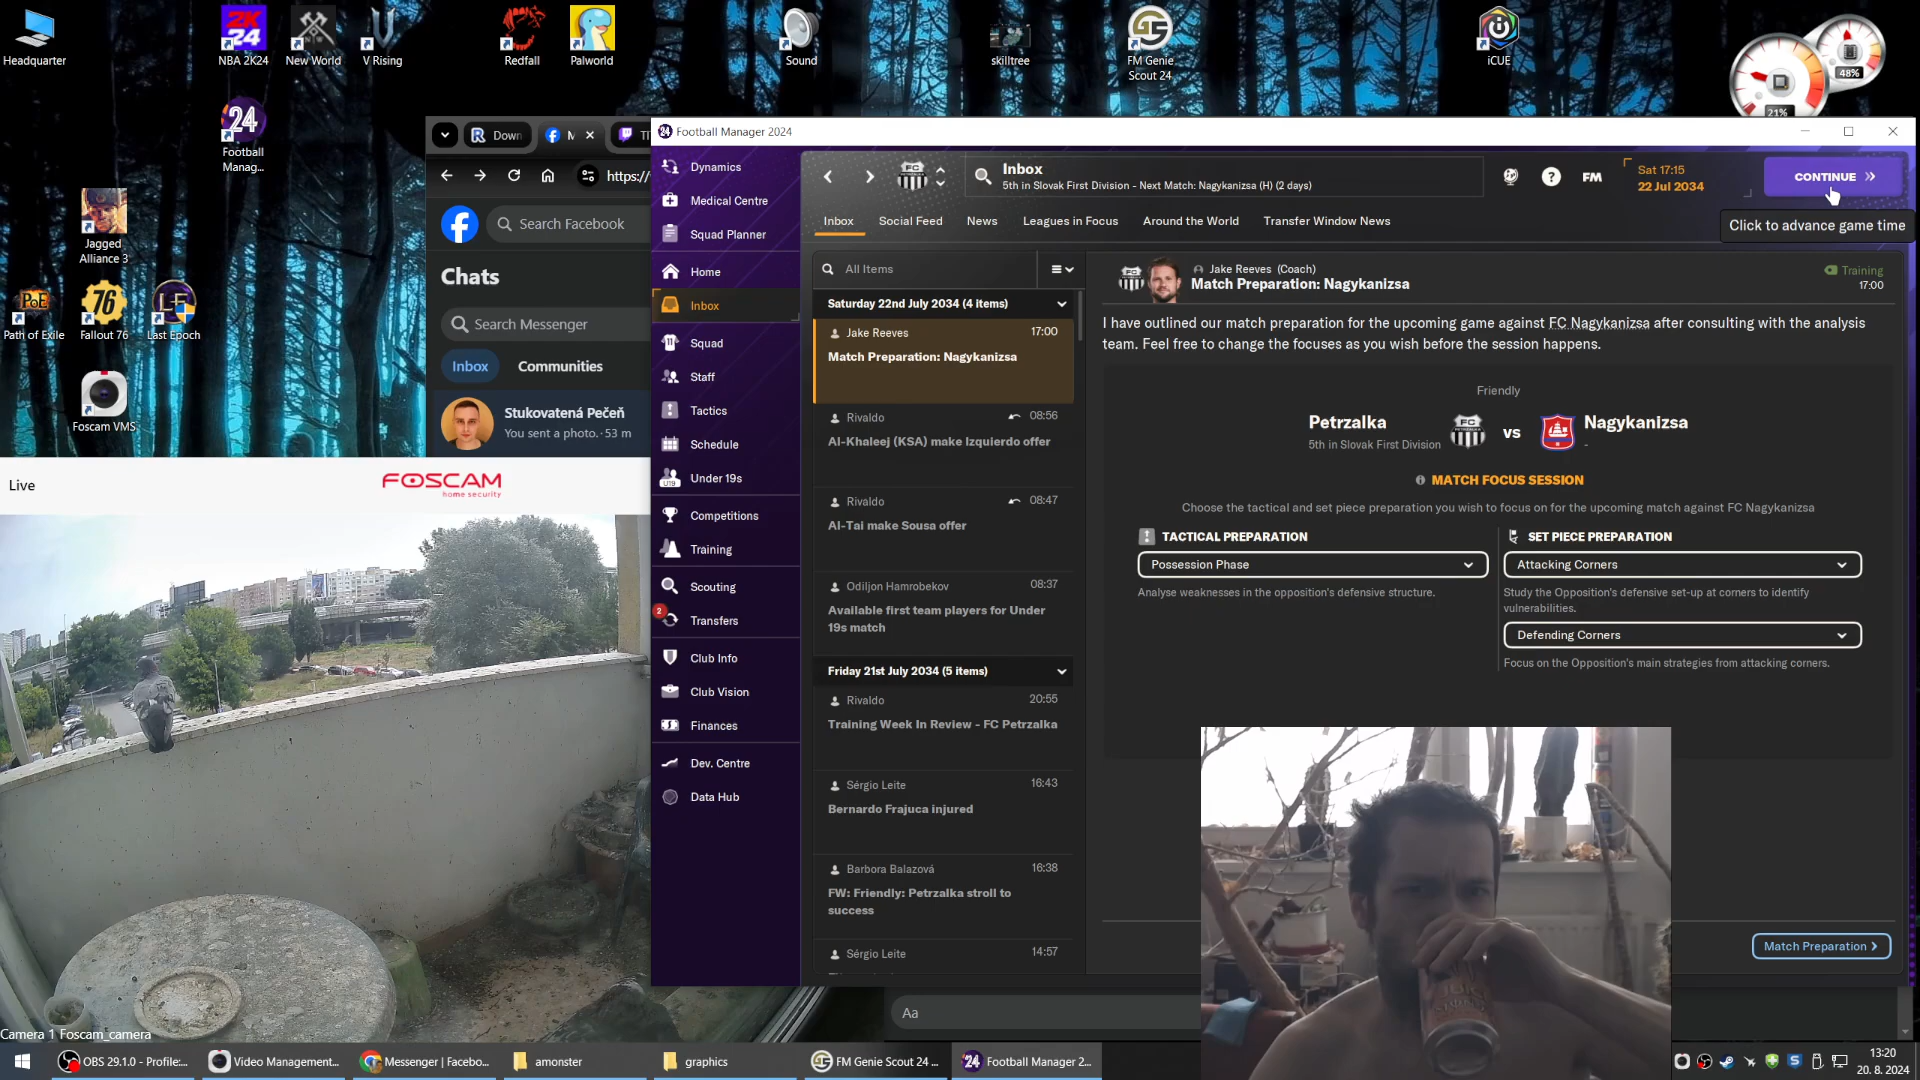 Headquarter
NBA 2K24
New World
V Rising
Redfall
Palworld
Sound
skilltree
FM Genie
Scout 24
iCUE
48%
21%
Football
Manag...
Jagged
Alliance 3
Path of Exile
Fallout 76
Last Epoch
Foscam VMS
Down
https://
Search Facebook
Chats
Search Messenger
Inbox
Communities
Stukovatená Pečeň
You sent a photo. · 53 m
Live
FOSCAM
home security
Camera 1 Foscam_camera
Football Manager 2024
Dynamics
Medical Centre
Squad Planner
Home
Inbox
Squad
Staff
Tactics
Schedule
Under 19s
Competitions
Training
Scouting
2
Transfers
Club Info
Club Vision
Finances
Dev. Centre
Data Hub
Inbox
5th in Slovak First Division - Next Match: Nagykanizsa (H) (2 days)
FM
Sat 17:15
22 Jul 2034
CONTINUE
Click to advance game time
Inbox
Social Feed
News
Leagues in Focus
Around the World
Transfer Window News
All Items
Saturday 22nd July 2034 (4 items)
Jake Reeves 17:00
Match Preparation: Nagykanizsa
Rivaldo 08:56
Al-Khaleej (KSA) make Izquierdo offer
Rivaldo 08:47
Al-Tai make Sousa offer
Odiljon Hamrobekov 08:37
Available first team players for Under
19s match
Friday 21st July 2034 (5 items)
Rivaldo 20:55
Training Week In Review - FC Petrzalka
Sérgio Leite 16:43
Bernardo Frajuca injured
Barbora Balazová 16:38
FW: Friendly: Petrzalka stroll to
success
Sérgio Leite 14:57
Jake Reeves (Coach)
Match Preparation: Nagykanizsa
Training
17:00
I have outlined our match preparation for the upcoming game against FC Nagykanizsa after consulting with the analysis
team. Feel free to change the focuses as you wish before the session happens.
Friendly
Petrzalka
5th in Slovak First Division
vs
Nagykanizsa
-
MATCH FOCUS SESSION
Choose the tactical and set piece preparation you wish to focus on for the upcoming match against FC Nagykanizsa
TACTICAL PREPARATION
Possession Phase
Analyse weaknesses in the opposition's defensive structure.
SET PIECE PREPARATION
Attacking Corners
Study the Opposition's defensive set-up at corners to identify
vulnerabilities.
Defending Corners
Focus on the Opposition's main strategies from attacking corners.
Match Preparation
Aa
OBS 29.1.0 - Profile:...
Video Management...
Messenger | Facebo...
amonster
graphics
FM Genie Scout 24 ...
Football Manager 2...
13:20
20. 8. 2024